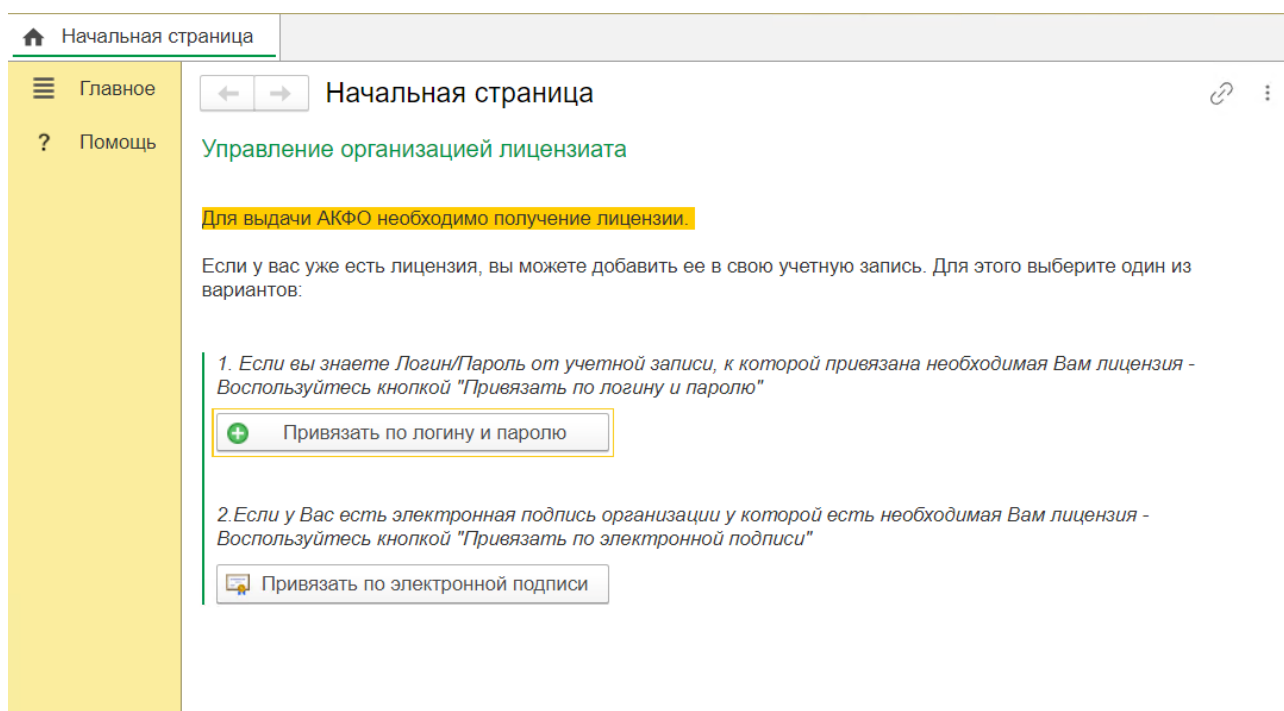 Начальная страница
Главное
Помощь
Начальная страница
Управление организацией лицензиата
Для выдачи АКФО необходимо получение лицензии.
Если у вас уже есть лицензия, вы можете добавить ее в свою учетную запись. Для этого выберите один из
вариантов:
1. Если вы знаете Логин/Пароль от учетной записи, к которой привязана необходимая Вам лицензия -
Воспользуйтесь кнопкой "Привязать по логину и паролю"
Привязать по логину и паролю
2.Если у Вас есть электронная подпись организации у которой есть необходимая Вам лицензия -
Воспользуйтесь кнопкой "Привязать по электронной подписи"
Привязать по электронной подписи